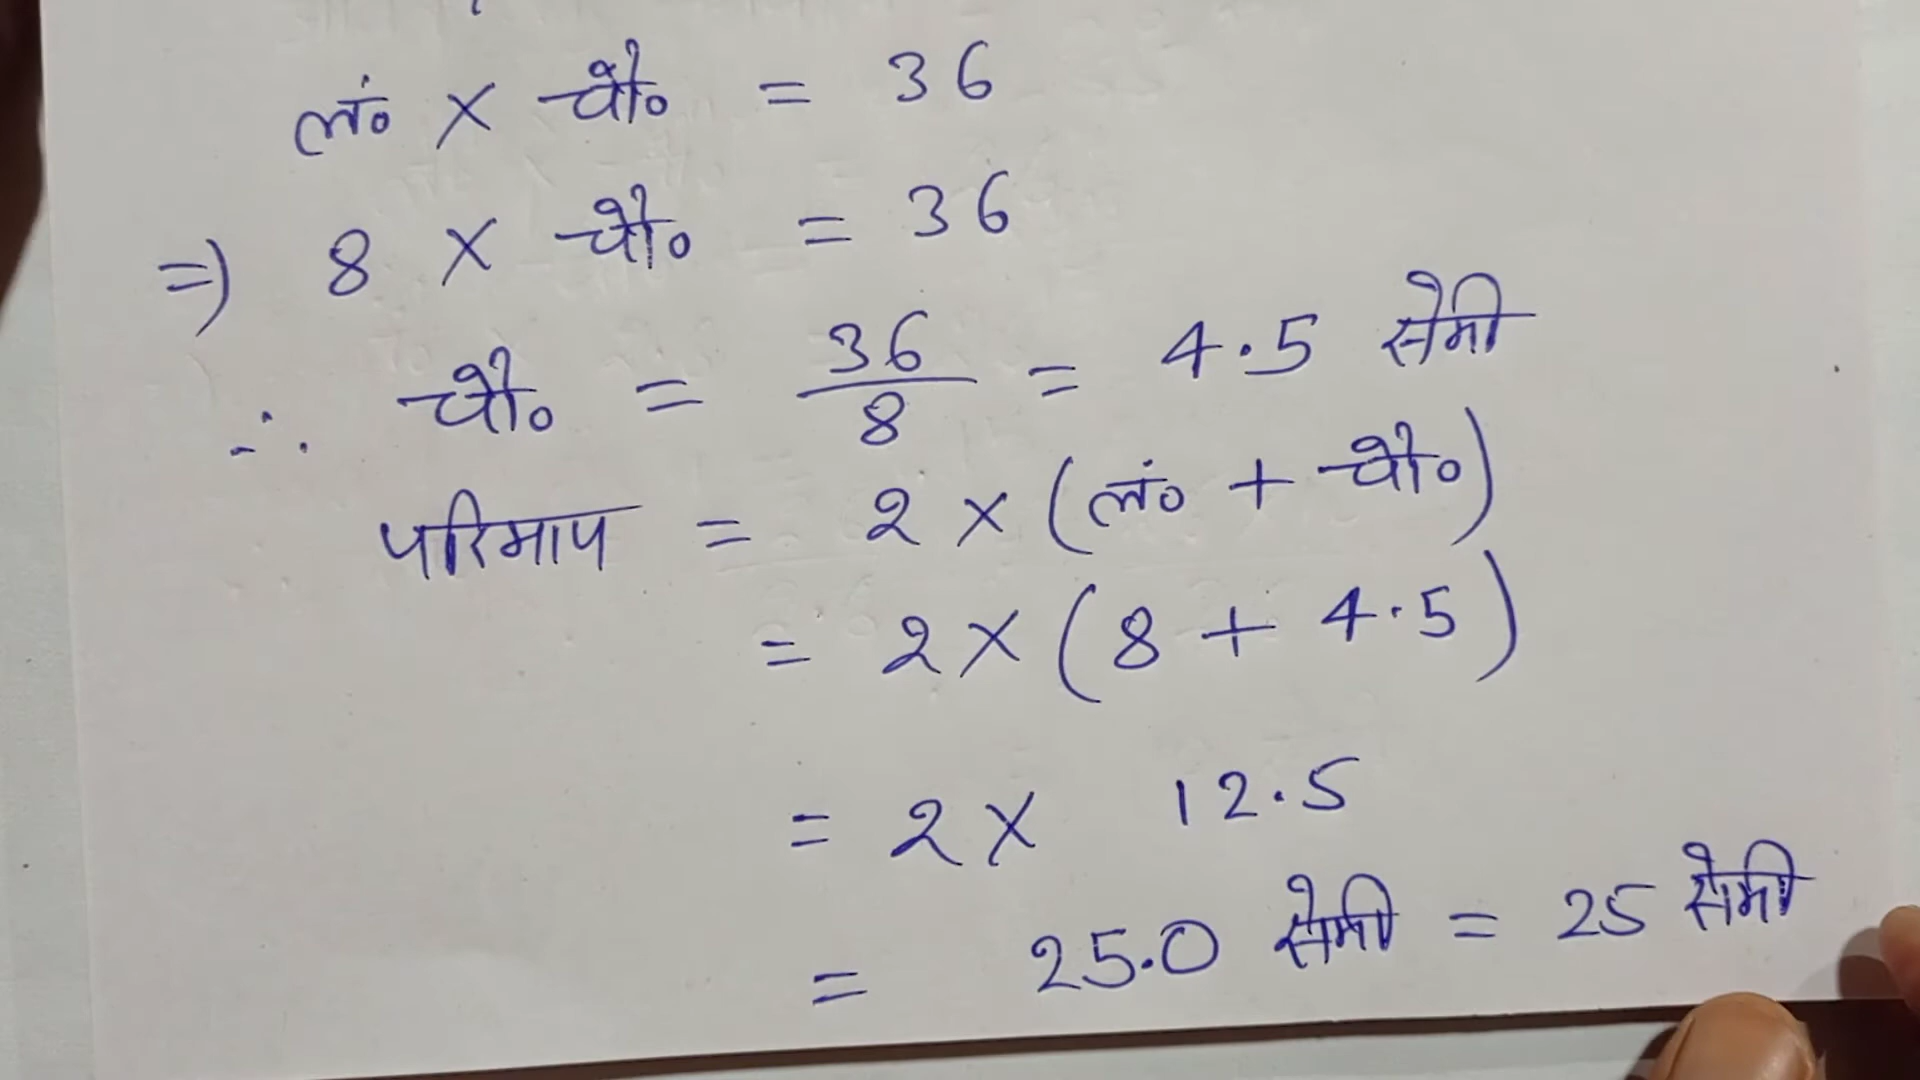 लं० × चौ० = 36
⇒ 8 × चौ० = 36
∴ चौ० = 36/8 = 4.5 सेमी
परिमाप = 2 × (लं० + चौ०)
= 2 × (8 + 4.5)
= 2 × 12.5
= 25.0 सेमी = 25 सेमी